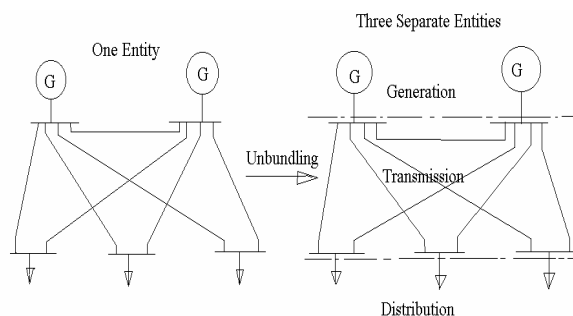 Three Separate Entities
One Entity
G
G
G
G
Generation
Unbundling
Transmission
Distribution